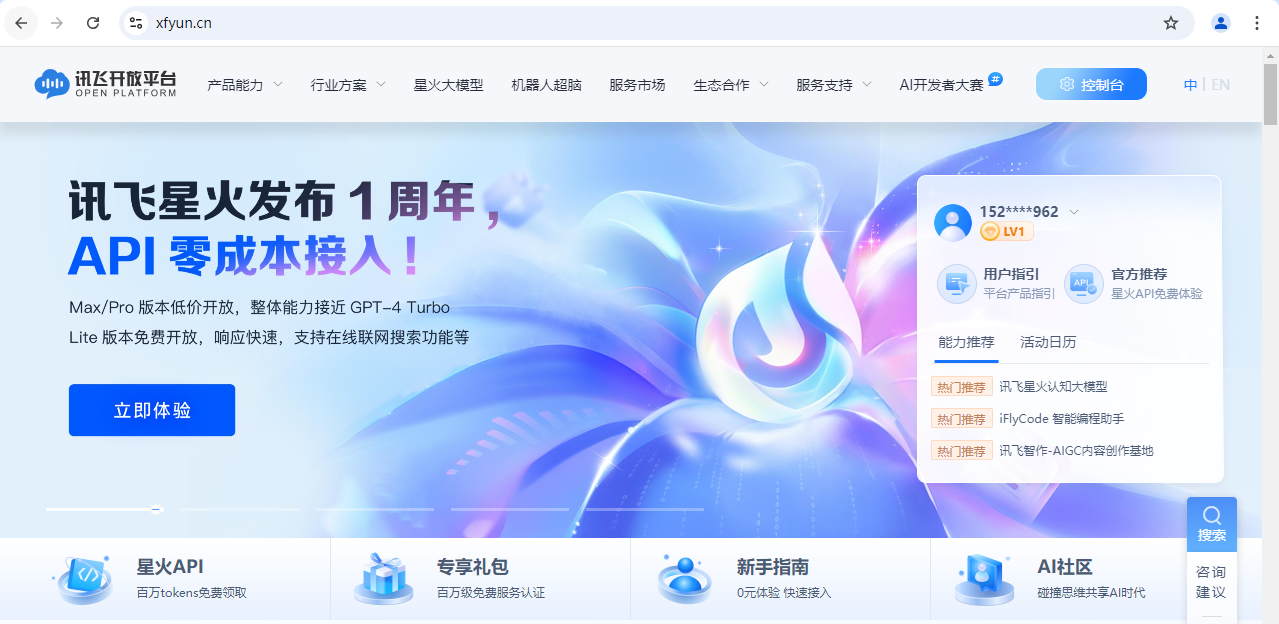 xfyun.cn
讯飞开放平台
OPEN PLATFORM
产品能力
行业方案
星火大模型
机器人超脑
服务市场
生态合作
服务支持
AI开发者大赛
#
控制台
中 | EN
讯飞星火发布 1 周年，
API 零成本接入！
Max/Pro 版本低价开放，整体能力接近 GPT-4 Turbo
Lite 版本免费开放，响应快速，支持在线联网搜索功能等
立即体验
152****962
LV1
用户指引
平台产品指引
API
官方推荐
星火API免费体验
能力推荐
活动日历
热门推荐 讯飞星火认知大模型
热门推荐 iFlyCode 智能编程助手
热门推荐 讯飞智作-AIGC内容创作基地
搜索
咨询
建议
星火API
百万tokens免费领取
专享礼包
百万级免费服务认证
新手指南
0元体验 快速接入
AI社区
碰撞思维共享AI时代